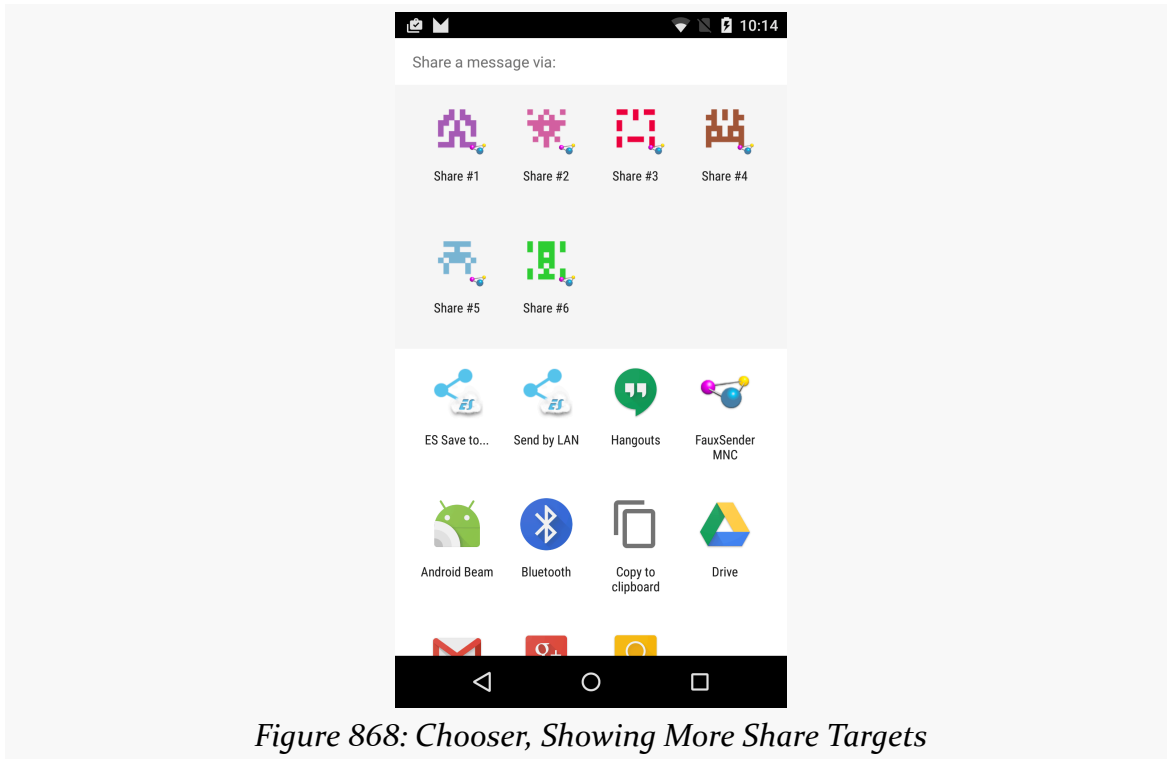 10:14
Share a message via:
Share #1 Share #2 Share #3 Share #4
Share #5 Share #6
ES
ES
ES Save to... Send by LAN Hangouts FauxSender
MNC
Android Beam Bluetooth Copy to
clipboard Drive
g+
Figure 868: Chooser, Showing More Share Targets